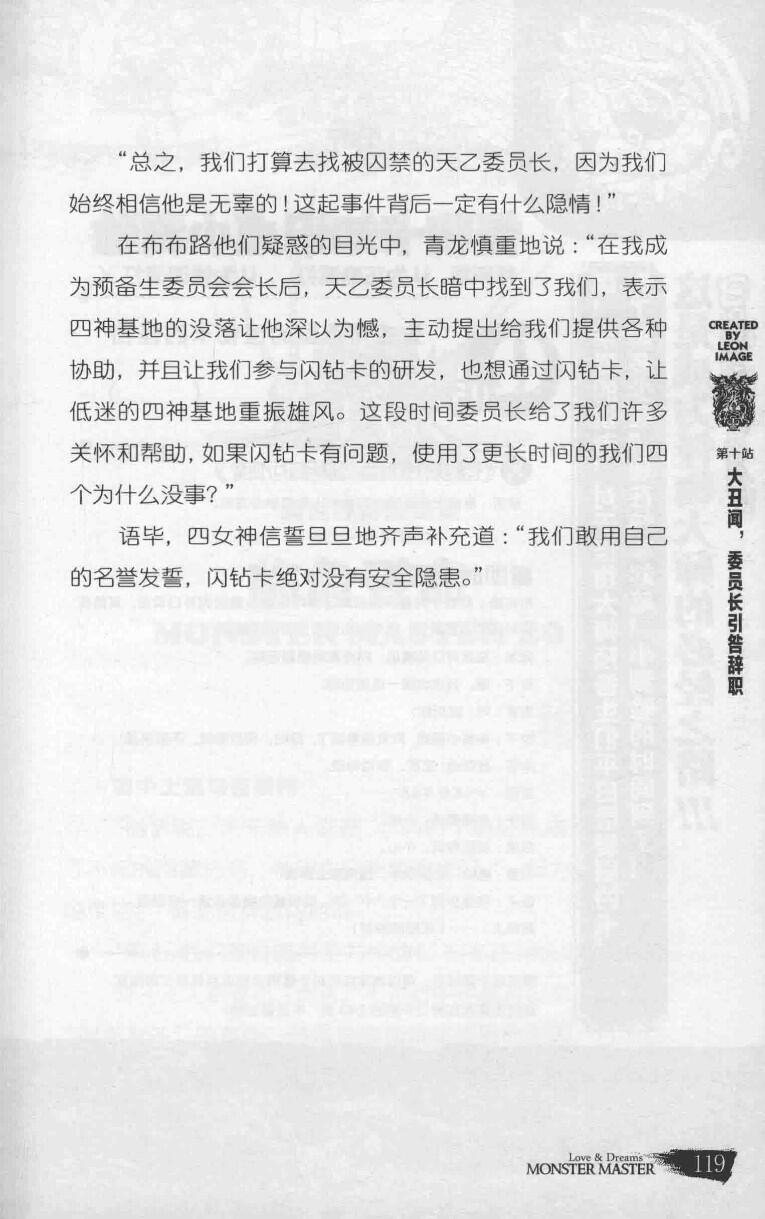 “总之，我们打算去找被囚禁的天乙委员长，因为我们
始终相信他是无辜的！这起事件背后一定有什么隐情！”
在布布路他们疑惑的目光中，青龙慎重地说：“在我成
为预备生委员会会长后，天乙委员长暗中找到了我们，表示
四神基地的没落让他深以为憾，主动提出给我们提供各种
协助，并且让我们参与闪钻卡的研发，也想通过闪钻卡，让
低迷的四神基地重振雄风。这段时间委员长给了我们许多
关怀和帮助，如果闪钻卡有问题，使用了更长时间的我们四
个为什么没事？”
语毕，四女神信誓旦旦地齐声补充道：“我们敢用自己
的名誉发誓，闪钻卡绝对没有安全隐患。”
CREATED
BY
LEON
IMAGE
第十站
大丑闻，委员长引咎辞职
Love & Dreams
MONSTER MASTER
119